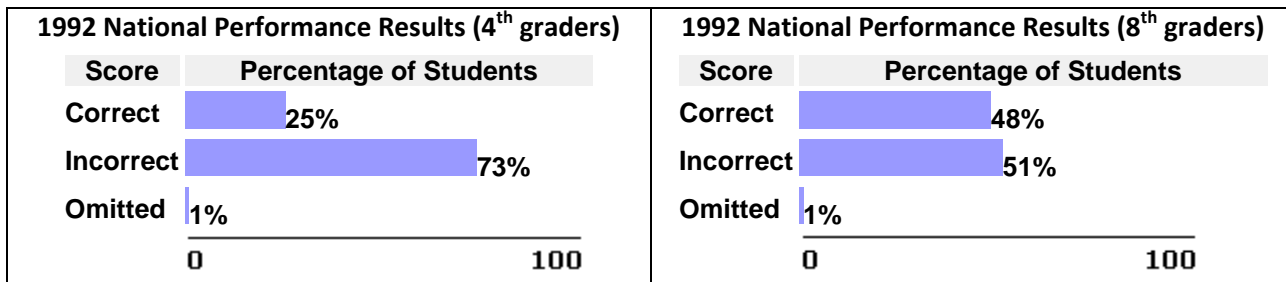 1992 National Performance Results (4th graders)
Score Percentage of Students
Correct 25%
Incorrect 73%
Omitted 1%
0 100
1992 National Performance Results (8th graders)
Score Percentage of Students
Correct 48%
Incorrect 51%
Omitted 1%
0 100